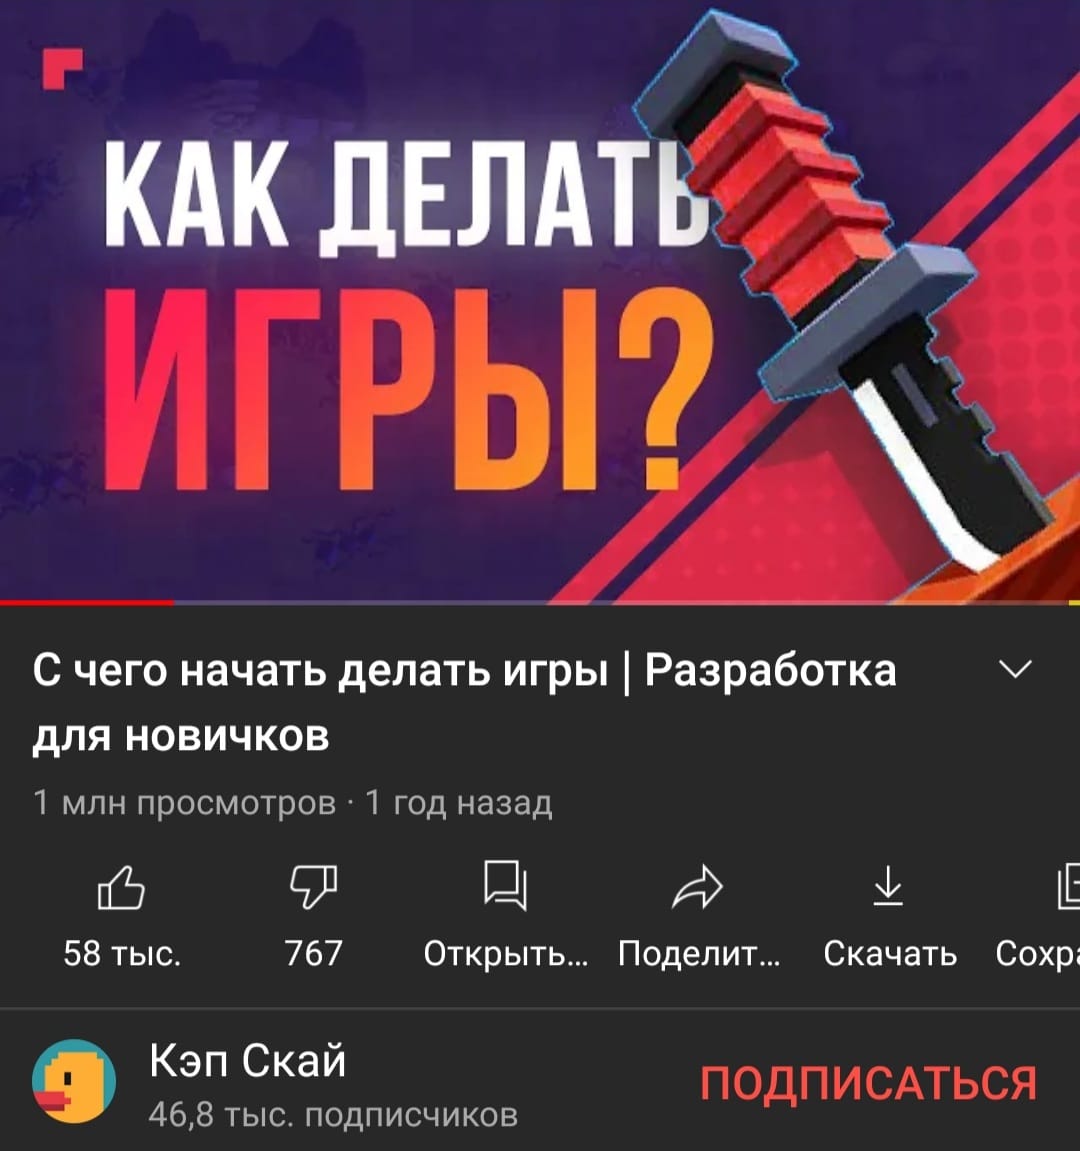 КАК ДЕЛАТЬ
ИГРЫ?
С чего начать делать игры | Разработка
для новичков
1 млн просмотров · 1 год назад
58 тыс. 767 Открыть... Поделит... Скачать Сохра
Кэп Скай
ПОДПИСАТЬСЯ
46,8 тыс. подписчиков